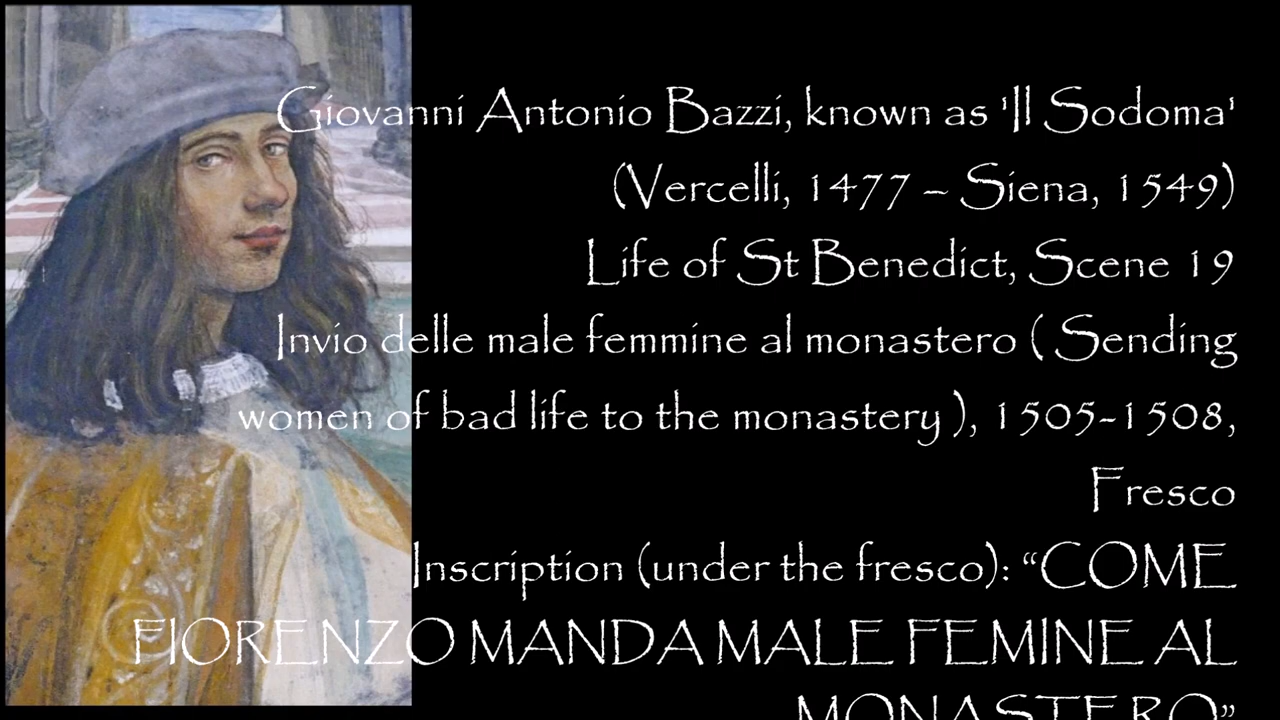 Giovanni Antonio Bazzi, known as 'Il Sodoma'
(Vercelli, 1477 – Siena, 1549)
Life of St Benedict, Scene 19
Invio delle male femmine al monastero ( Sending
women of bad life to the monastery ), 1505-1508,
Fresco
Inscription (under the fresco): “COME
FIORENZO MANDA MALE FEMINE AL
MONASTERO”